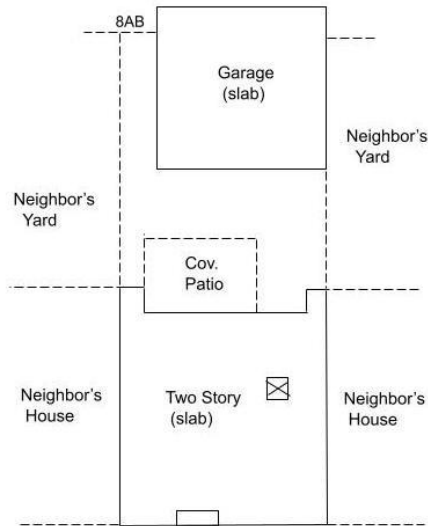 8AB
Garage
(slab)
Neighbor's
Yard
Neighbor's
Yard
Cov.
Patio
Neighbor's
House
Two Story
(slab)
Neighbor's
House